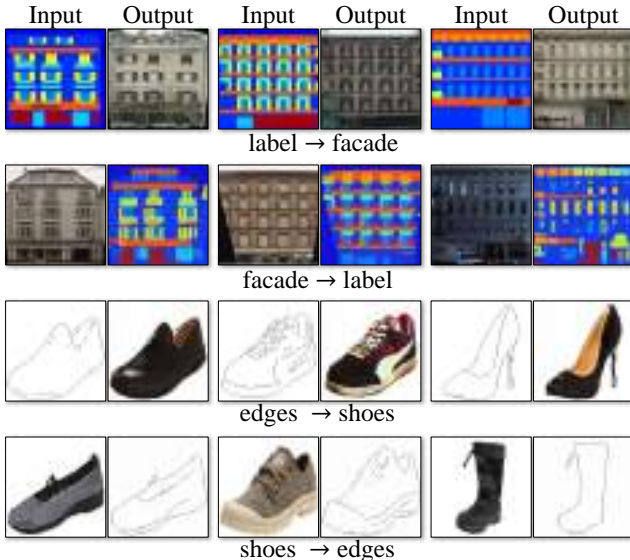 Input Output Input Output Input Output
label → facade
facade → label
edges → shoes
shoes → edges